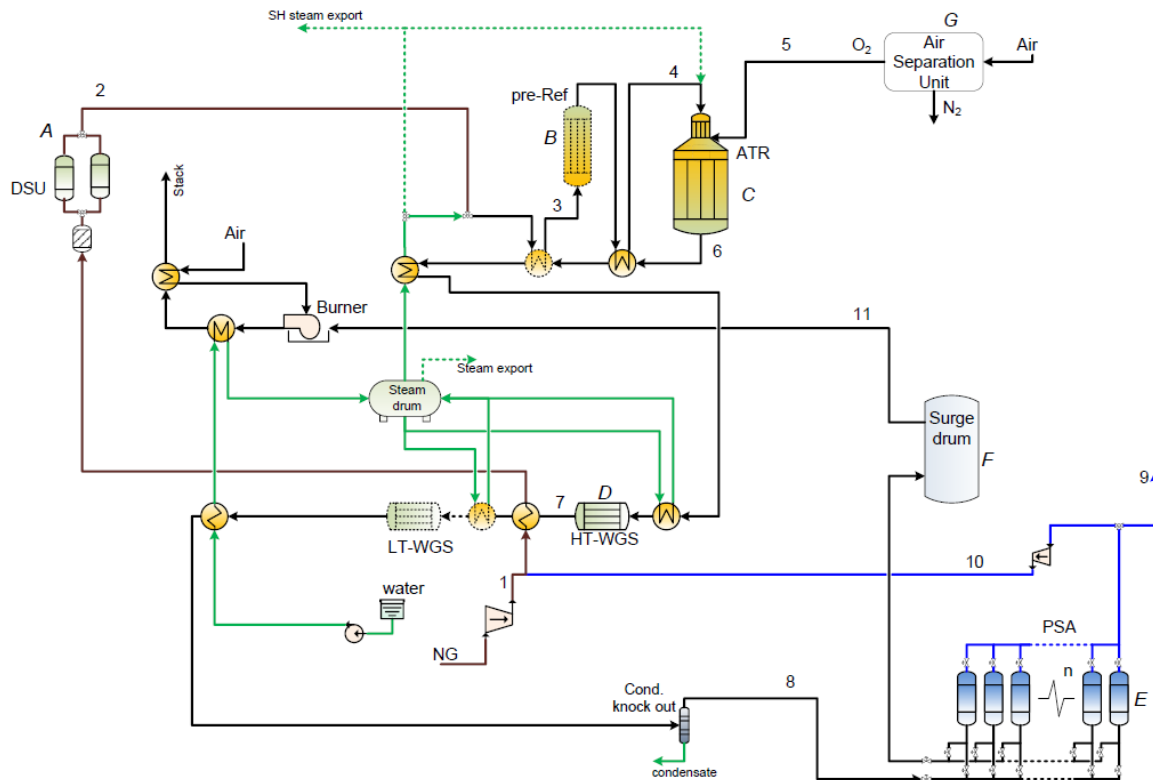 SH steam export
G
5
O2
Air
Separation
Unit
Air
N2
4
2
pre-Ref
A
B
ATR
DSU
C
Stack
3
Air
6
Burner
11
Steam export
Steam
drum
Surge
drum
F
9A
7
D
LT-WGS
HT-WGS
10
1
water
PSA
NG
n
Cond.
knock out
8
E
condensate